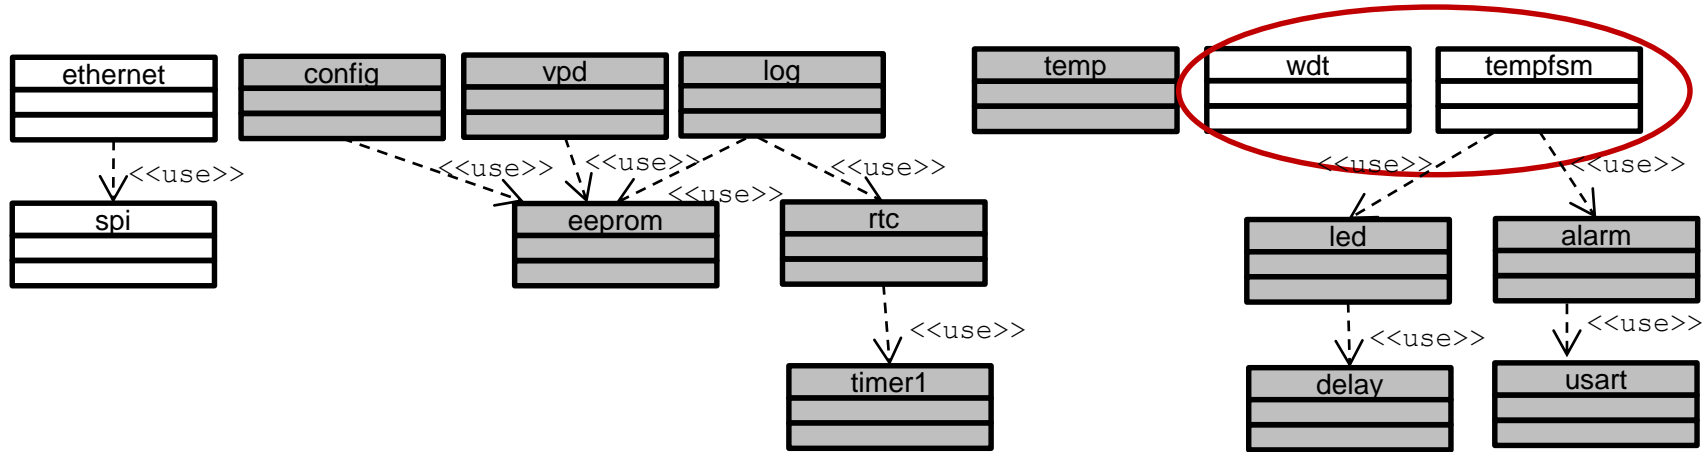 ethernet
config
vpd
log
temp
wdt
tempfsm
<<use>>
<<use>>
<<use>>
<<use>>
<<use>>
<<use>>
<<use>>
spi
eeprom
rtc
led
alarm
<<use>>
<<use>>
<<use>>
timer1
delay
usart